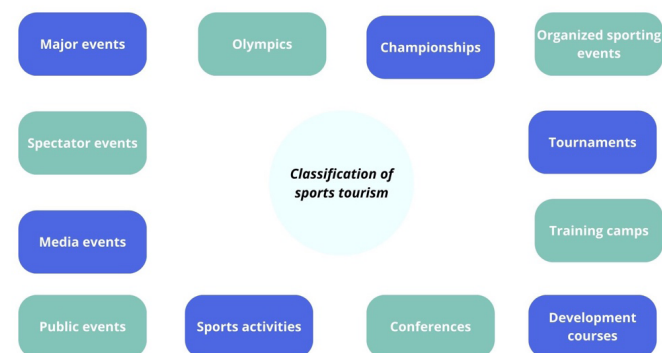 Major events
Olympics
Championships
Organized sporting
events
Spectator events
Tournaments
Classification of
sports tourism
Media events
Training camps
Public events
Sports activities
Conferences
Development
courses